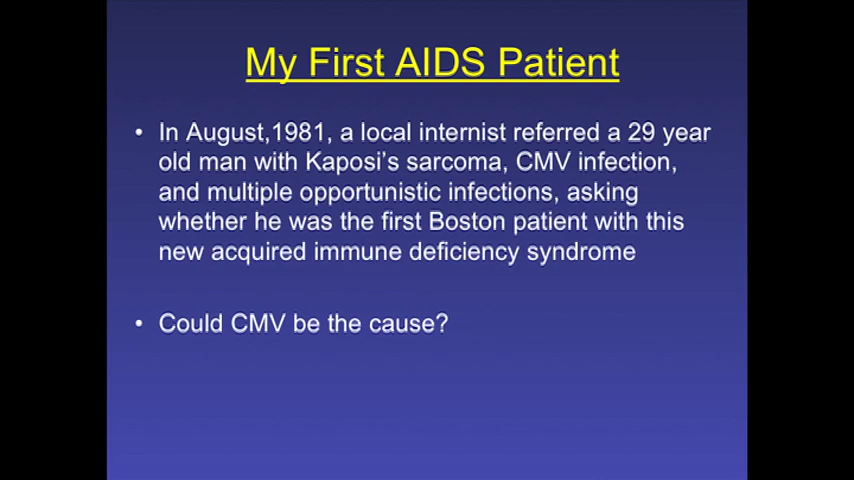 My First AIDS Patient
• In August,1981, a local internist referred a 29 year
old man with Kaposi's sarcoma, CMV infection,
and multiple opportunistic infections, asking
whether he was the first Boston patient with this
new acquired immune deficiency syndrome
• Could CMV be the cause?